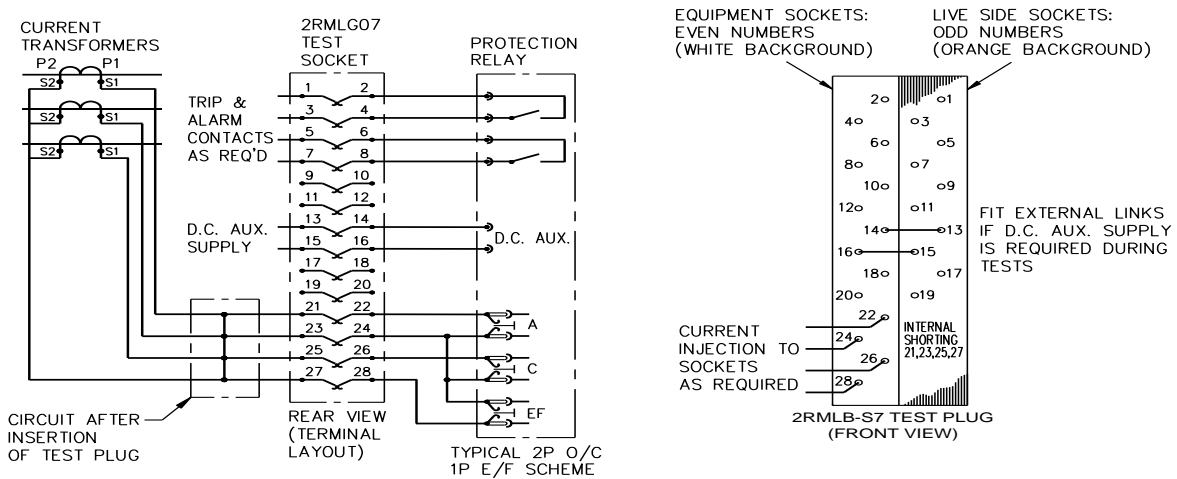 CURRENT
TRANSFORMERS
P2 P1
S2 S1
S2 S1
S2 S1
2RMLG07
TEST
SOCKET
PROTECTION
RELAY
TRIP &
ALARM
CONTACTS
AS REQ'D
D.C. AUX.
SUPPLY
1 2
3 4
5 6
7 8
9 10
11 12
13 14
15 16
17 18
19 20
21 22
23 24
25 26
27 28
D.C. AUX.
A
C
EF
CIRCUIT AFTER
INSERTION
OF TEST PLUG
REAR VIEW
(TERMINAL
LAYOUT)
TYPICAL 2P O/C
1P E/F SCHEME
EQUIPMENT SOCKETS:
EVEN NUMBERS
(WHITE BACKGROUND)
LIVE SIDE SOCKETS:
ODD NUMBERS
(ORANGE BACKGROUND)
2 1
4 3
6 5
8 7
10 9
12 11
14 13
16 15
18 17
20 19
22
24
26
28
INTERNAL
SHORTING
21,23,25,27
FIT EXTERNAL LINKS
IF D.C. AUX. SUPPLY
IS REQUIRED DURING
TESTS
CURRENT
INJECTION TO
SOCKETS
AS REQUIRED
2RMLB-S7 TEST PLUG
(FRONT VIEW)